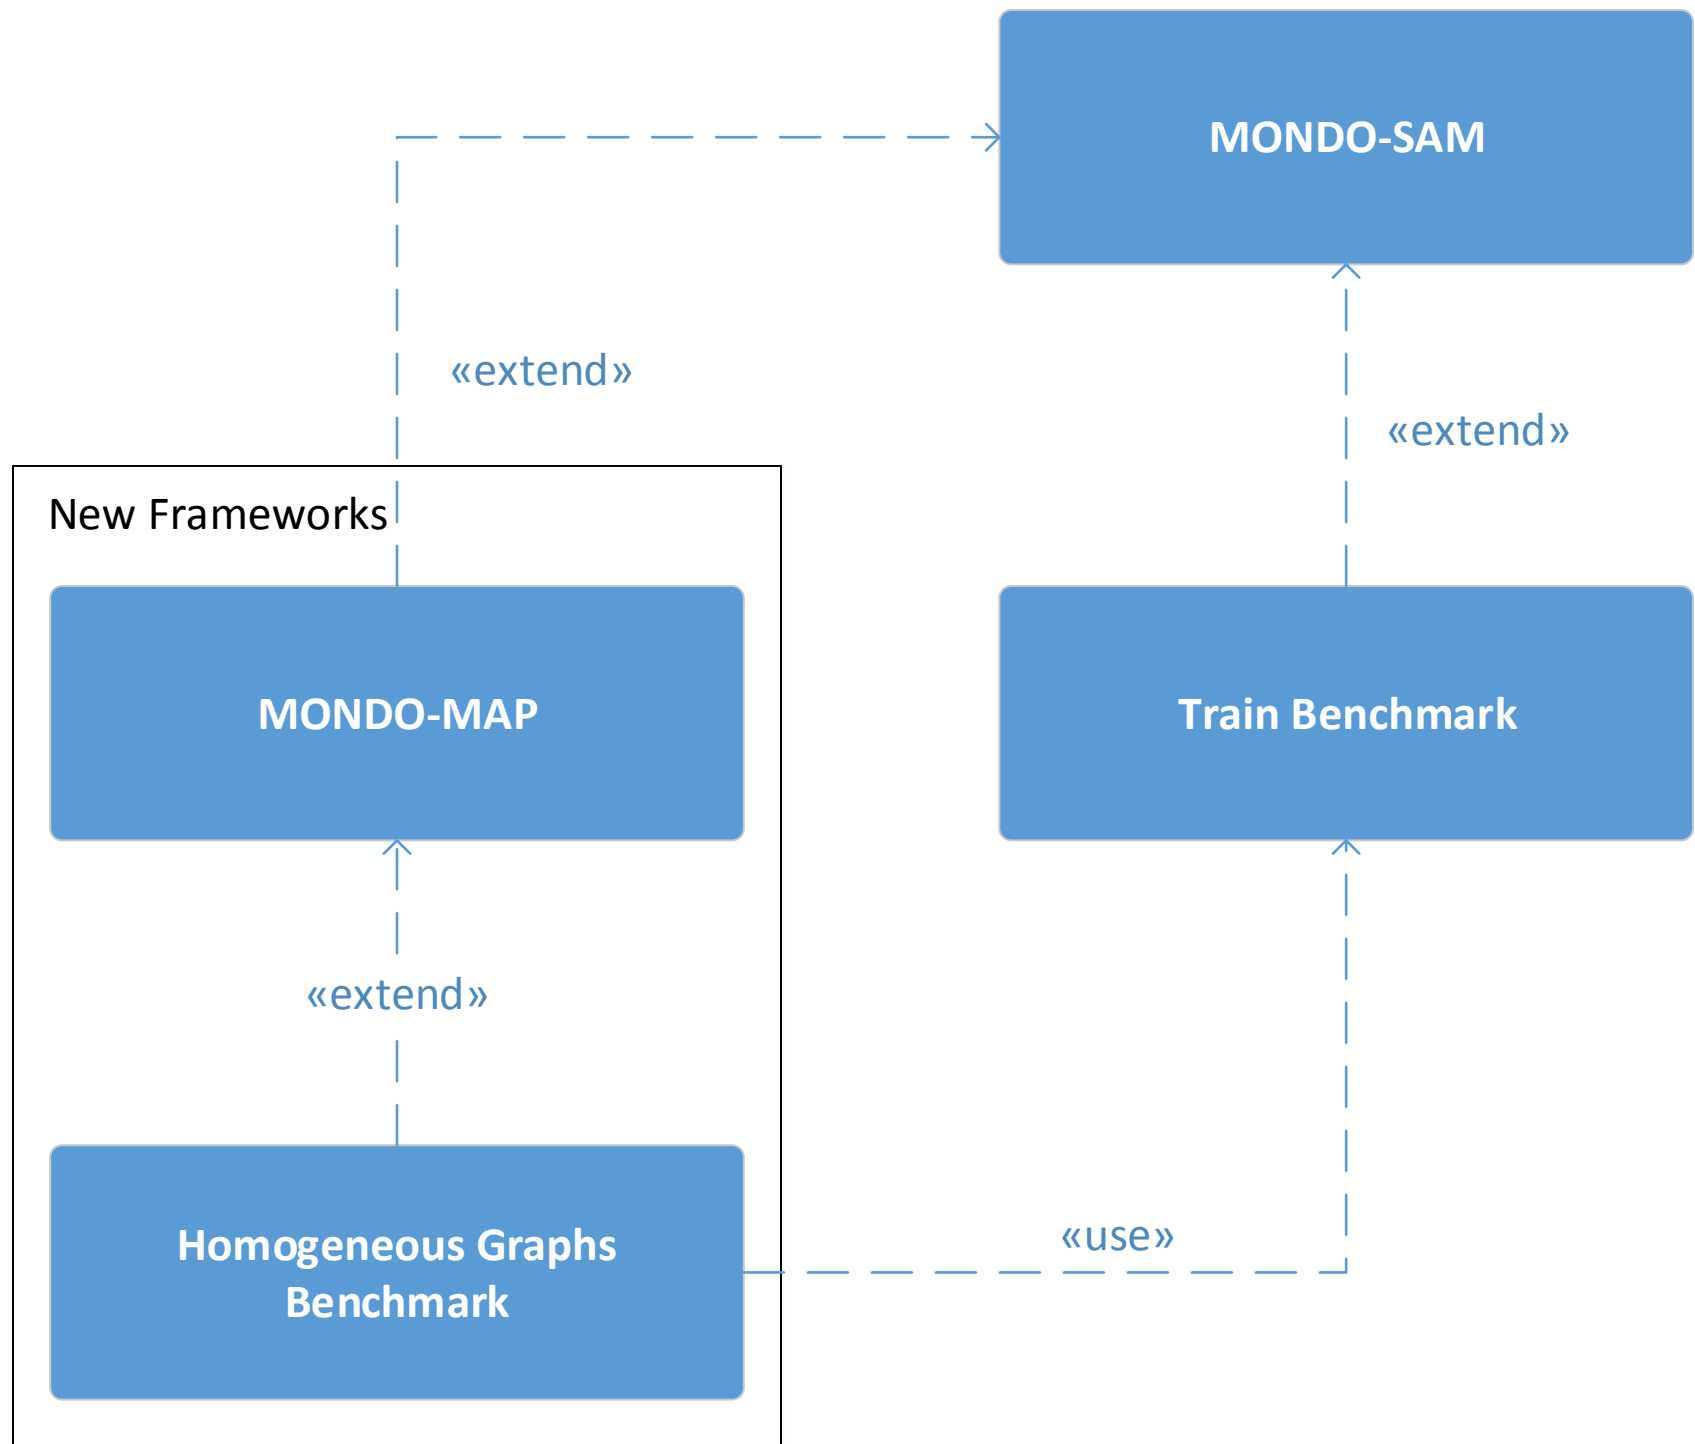 MONDO-SAM
«extend»
«extend»
New Frameworks
MONDO-MAP
Train Benchmark
«extend»
Homogeneous Graphs
Benchmark
«use»